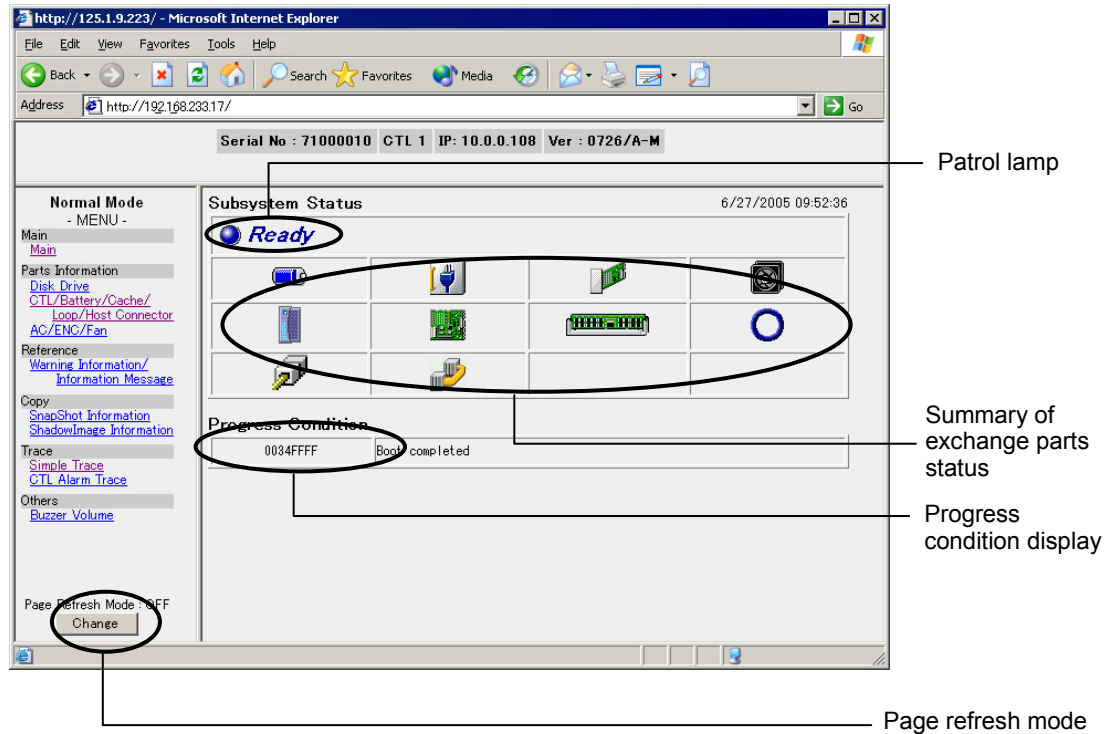 http://125.1.9.223/ - Microsoft Internet Explorer
File Edit View Favorites Tools Help
Back Search Favorites Media
Address http://192.168.233.17/ Go
Serial No : 71000010 CTL 1 IP: 10.0.0.108 Ver : 0726/A-M
Patrol lamp
Normal Mode
- MENU -
Main
Main
Parts Information
Disk Drive
CTL/Battery/Cache/
Loop/Host Connector
AC/ENC/Fan
Reference
Warning Information/
Information Message
Copy
SnapShot Information
ShadowImage Information
Trace
Simple Trace
CTL Alarm Trace
Others
Buzzer Volume
Page Refresh Mode : OFF
Change
Subsystem Status 6/27/2005 09:52:36
Ready
Progress Condition
0034FFFF Boot completed
Summary of
exchange parts
status
Progress
condition display
Page refresh mode